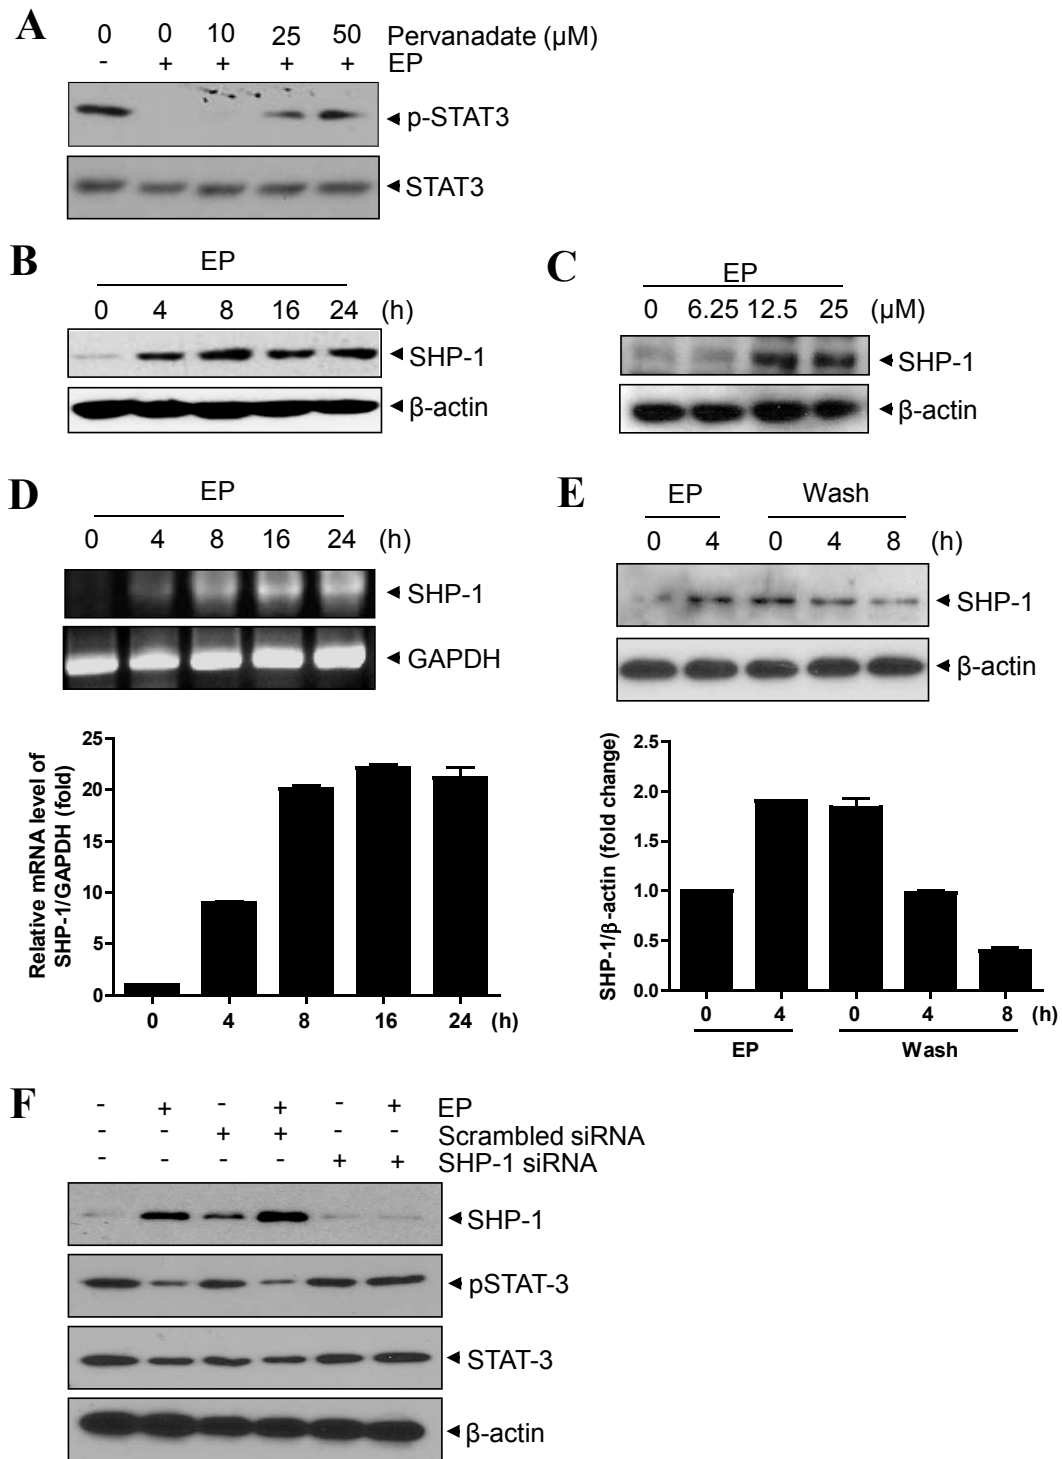 A
0 0 10 25 50 Pervanadate (µM)
- + + + + EP
p-STAT3
STAT3
B
EP
0 4 8 16 24 (h)
SHP-1
β-actin
C
EP
0 6.25 12.5 25 (µM)
SHP-1
β-actin
D
EP
0 4 8 16 24 (h)
SHP-1
GAPDH
Relative mRNA level of
SHP-1/GAPDH (fold)
25
20
15
10
5
0
0 4 8 16 24 (h)
E
EP Wash
0 4 0 4 8 (h)
SHP-1
β-actin
SHP-1/β-actin (fold change)
2.5
2.0
1.5
1.0
0.5
0.0
0 4 0 4 8 (h)
EP Wash
F
- + - + - + EP
- - + + - - Scrambled siRNA
- - - - + + SHP-1 siRNA
SHP-1
pSTAT-3
STAT-3
β-actin